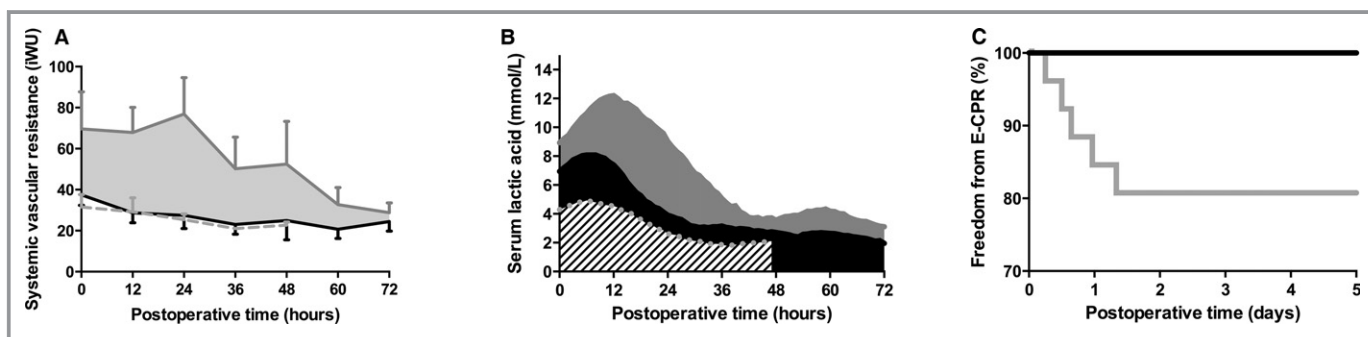 A
Systemic vascular resistance (iWU)
100
80
60
40
20
0
0 12 24 36 48 60 72
Postoperative time (hours)
B
Serum lactic acid (mmol/L)
14
12
10
8
6
4
2
0
0 12 24 36 48 60 72
Postoperative time (hours)
C
Freedom from E-CPR (%)
100
90
80
70
0 1 2 3 4 5
Postoperative time (days)